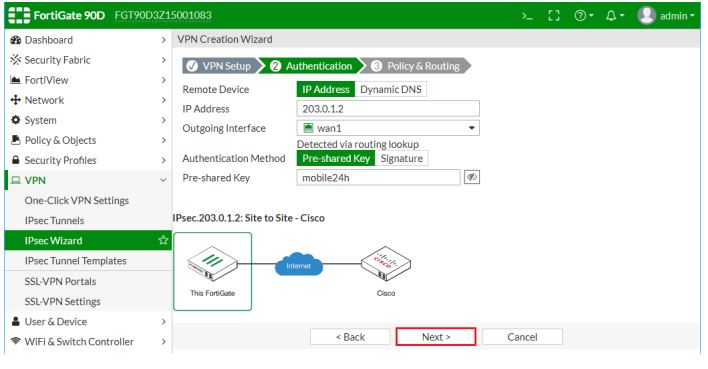 FortiGate 90D FGT90D3Z15001083 >_ admin
Dashboard
Security Fabric
FortiView
Network
System
Policy & Objects
Security Profiles
VPN
One-Click VPN Settings
IPsec Tunnels
IPsec Wizard
IPsec Tunnel Templates
SSL-VPN Portals
SSL-VPN Settings
User & Device
WiFi & Switch Controller
VPN Creation Wizard
VPN Setup 2 Authentication 3 Policy & Routing
Remote Device IP Address Dynamic DNS
IP Address 203.0.1.2
Outgoing Interface wan1
Detected via routing lookup
Authentication Method Pre-shared Key Signature
Pre-shared Key mobile24h
IPsec.203.0.1.2: Site to Site - Cisco
Internet
CISCO
This FortiGate Cisco
< Back Next > Cancel